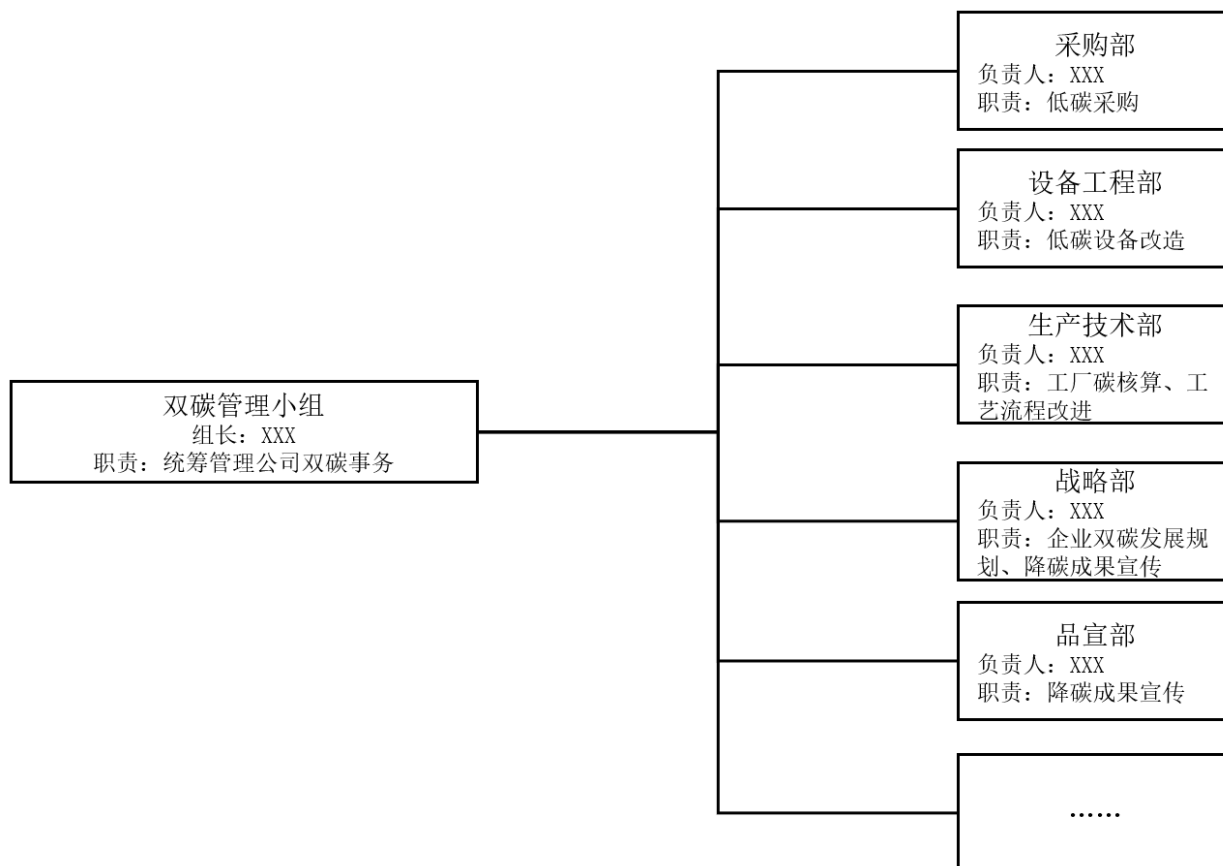 采购部
负责人：XXX
职责：低碳采购
设备工程部
负责人：XXX
职责：低碳设备改造
生产技术部
负责人：XXX
职责：工厂碳核算、工
艺流程改进
双碳管理小组
组长：XXX
职责：统筹管理公司双碳事务
战略部
负责人：XXX
职责：企业双碳发展规
划、降碳成果宣传
品宣部
负责人：XXX
职责：降碳成果宣传
……